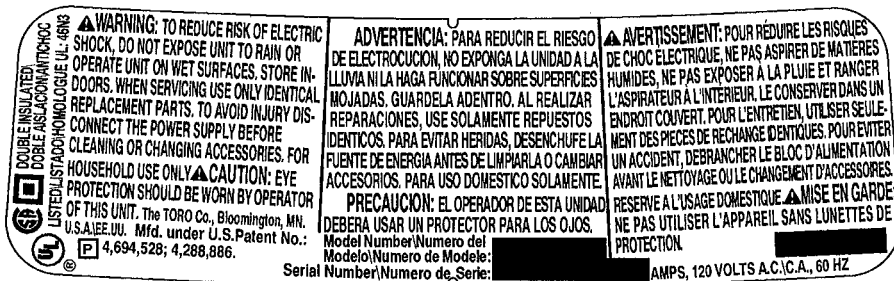 DOUBLE INSULATED\
DOBLE AISLACION\ANTICHOC
LISTED\LISTADO\HOMOLOGUE UL: 46N3
WARNING: TO REDUCE RISK OF ELECTRIC
SHOCK, DO NOT EXPOSE UNIT TO RAIN OR
OPERATE UNIT ON WET SURFACES. STORE IN-
DOORS. WHEN SERVICING USE ONLY IDENTICAL
REPLACEMENT PARTS. TO AVOID INJURY DIS-
CONNECT THE POWER SUPPLY BEFORE
CLEANING OR CHANGING ACCESSORIES. FOR
HOUSEHOLD USE ONLY CAUTION: EYE
PROTECTION SHOULD BE WORN BY OPERATOR
OF THIS UNIT. The TORO Co., Bloomington, MN.
U.S.A.\EE.UU. Mfd. under U.S.Patent No.:
P 4,694,528; 4,288,886.
UL
®
ADVERTENCIA: PARA REDUCIR EL RIESGO
DE ELECTROCUCION, NO EXPONGA LA UNIDAD A LA
LLUVIA NI LA HAGA FUNCIONAR SOBRE SUPERFICIES
MOJADAS. GUARDELA ADENTRO. AL REALIZAR
REPARACIONES, USE SOLAMENTE REPUESTOS
IDENTICOS. PARA EVITAR HERIDAS, DESENCHUFE LA
FUENTE DE ENERGIA ANTES DE LIMPIARLA O CAMBIAR
ACCESORIOS. PARA USO DOMESTICO SOLAMENTE.
PRECAUCION: EL OPERADOR DE ESTA UNIDAD
DEBERA USAR UN PROTECTOR PARA LOS OJOS.
Model Number\Numero del
Modelo\Numero de Modele:
Serial Number\Numero de Serie:
AVERTISSEMENT: POUR RÉDUIRE LES RISQUES
DE CHOC ÉLECTRIQUE, NE PAS ASPIRER DE MATIÈRES
HUMIDES, NE PAS EXPOSER À LA PLUIE ET RANGER
L'ASPIRATEUR À L'INTERIEUR. LE CONSERVER DANS UN
ENDROIT COUVERT. POUR L'ENTRETIEN, UTILISER SEULE-
MENT DES PIECES DE RECHANGE IDENTIQUES. POUR EVITER
UN ACCIDENT, DEBRANCHER LE BLOC D'ALIMENTATION
AVANT LE NETTOYAGE OU LE CHANGEMENT D'ACCESSOIRES.
RESERVE A L'USAGE DOMESTIQUE. MISE EN GARDE
NE PAS UTILISER L'APPAREIL SANS LUNETTES DE
PROTECTION.
AMPS, 120 VOLTS A.C.\C.A., 60 HZ